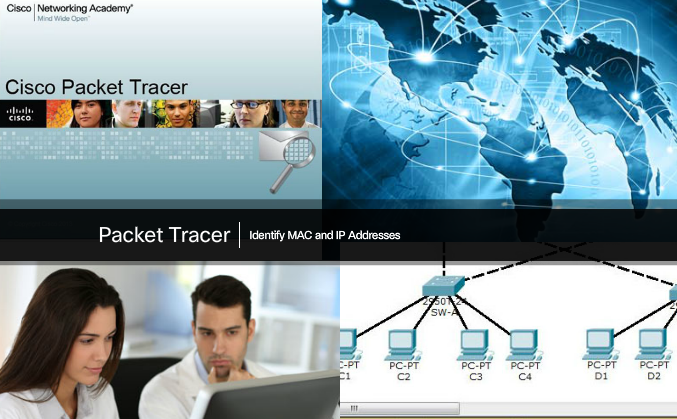 Cisco Networking Academy®
Mind Wide Open™
Cisco Packet Tracer
CISCO
Packet Tracer
Identify MAC and IP Addresses
2950T-24
SW-A
PC-PT
C1
PC-PT
C2
PC-PT
C3
PC-PT
C4
PC-PT
D1
PC-PT
D2